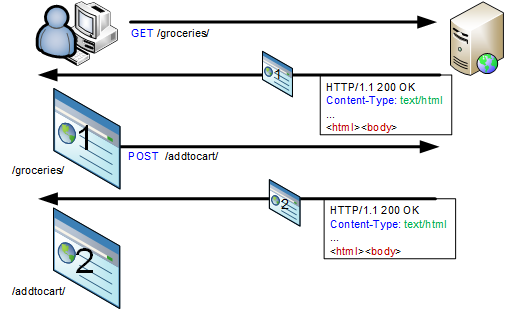 GET /groceries/
1
HTTP/1.1 200 OK
Content-Type: text/html
...
<html><body>
1
/groceries/
POST /addtocart/
2
HTTP/1.1 200 OK
Content-Type: text/html
...
<html><body>
2
/addtocart/